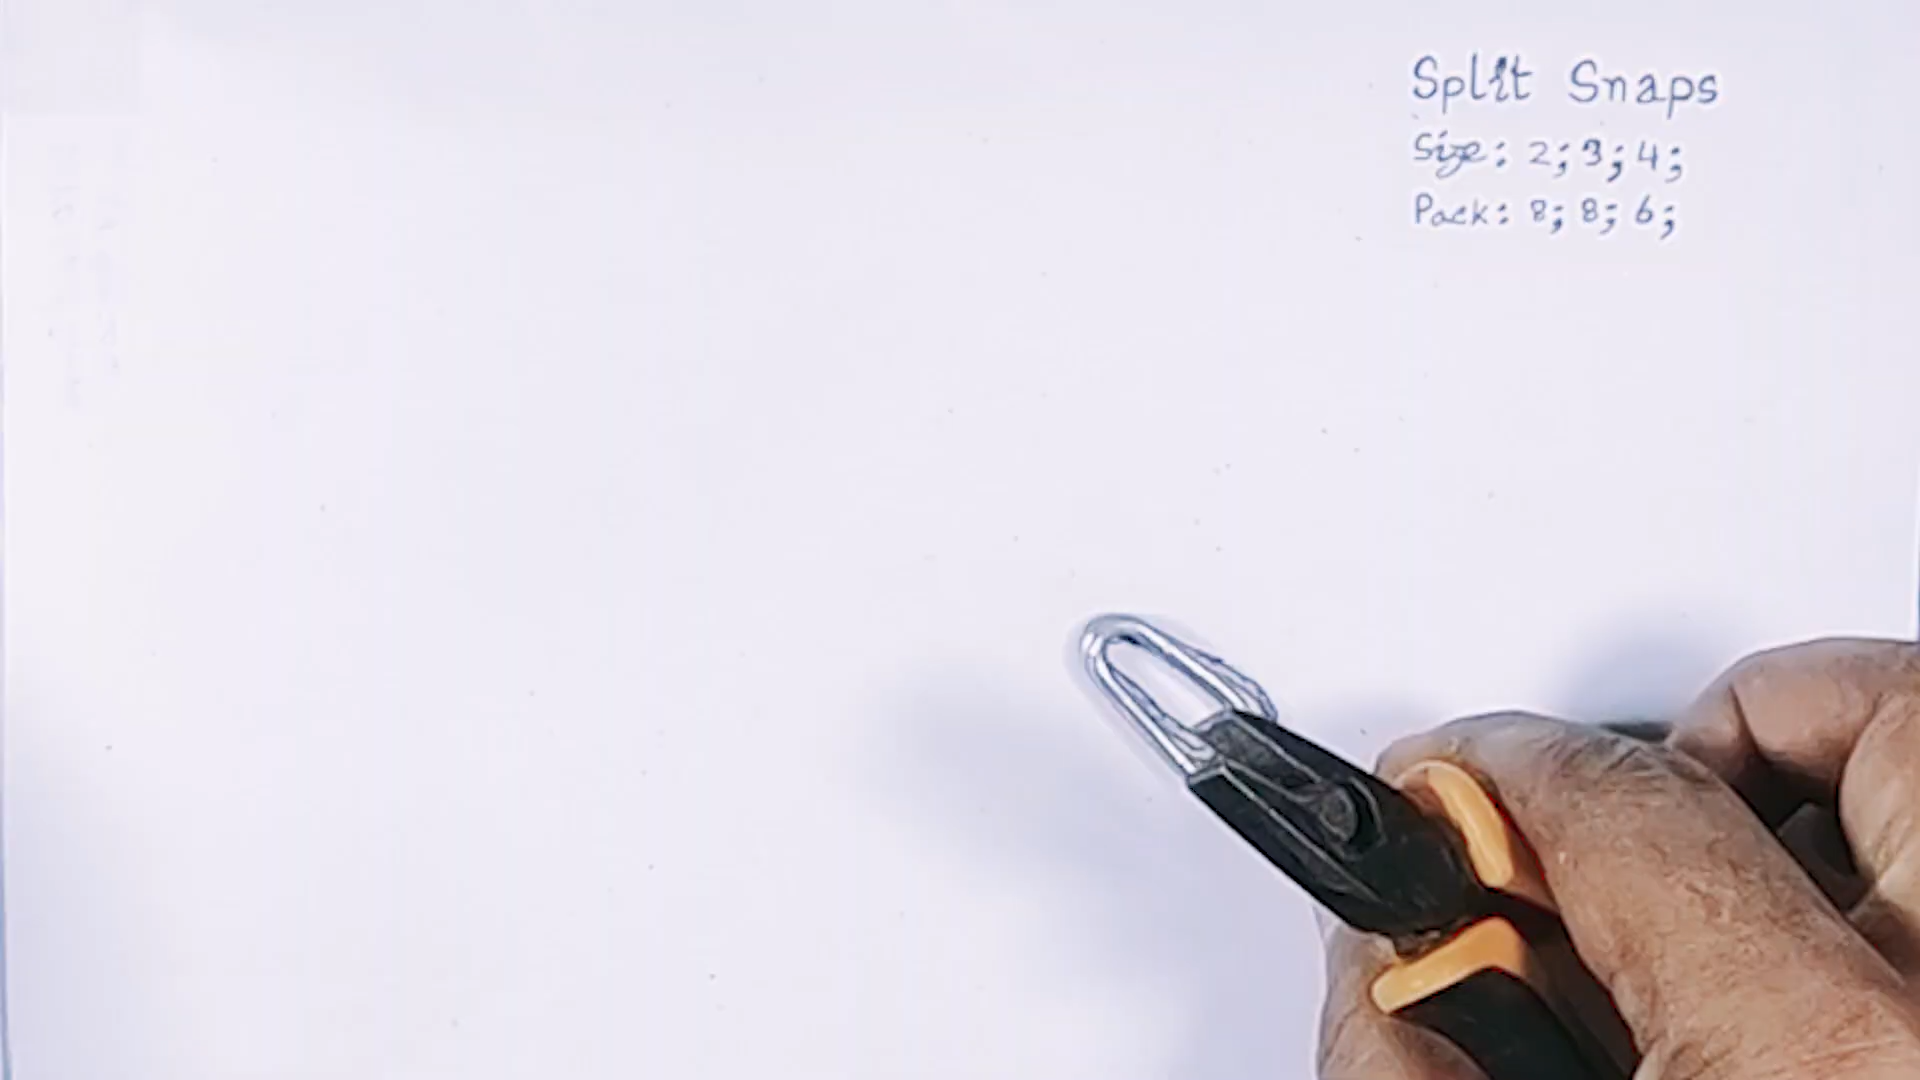 Split Snaps
Size: 2; 3; 4;
Pack: 8; 8; 6;